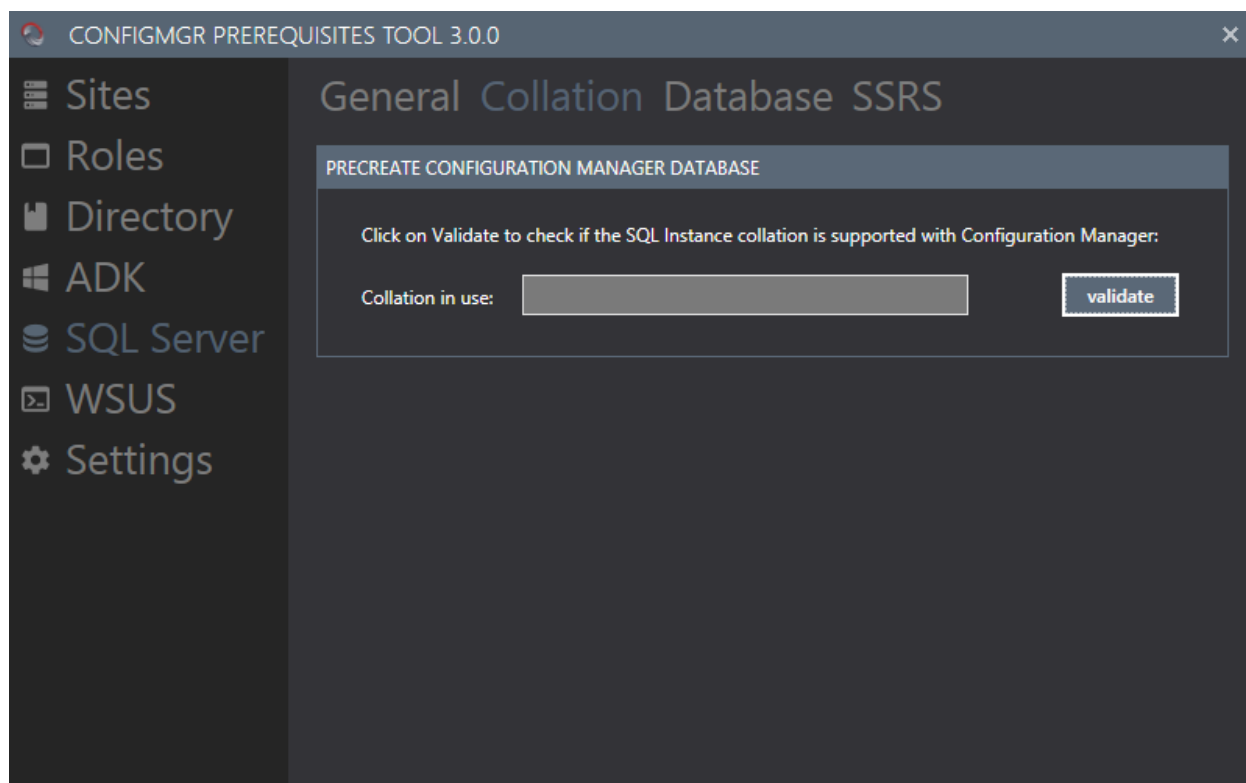 CONFIGMGR PREREQUISITES TOOL 3.0.0
Sites
Roles
Directory
ADK
SQL Server
WSUS
Settings
General Collation Database SSRS
PRECREATE CONFIGURATION MANAGER DATABASE
Click on Validate to check if the SQL Instance collation is supported with Configuration Manager:
Collation in use:
validate